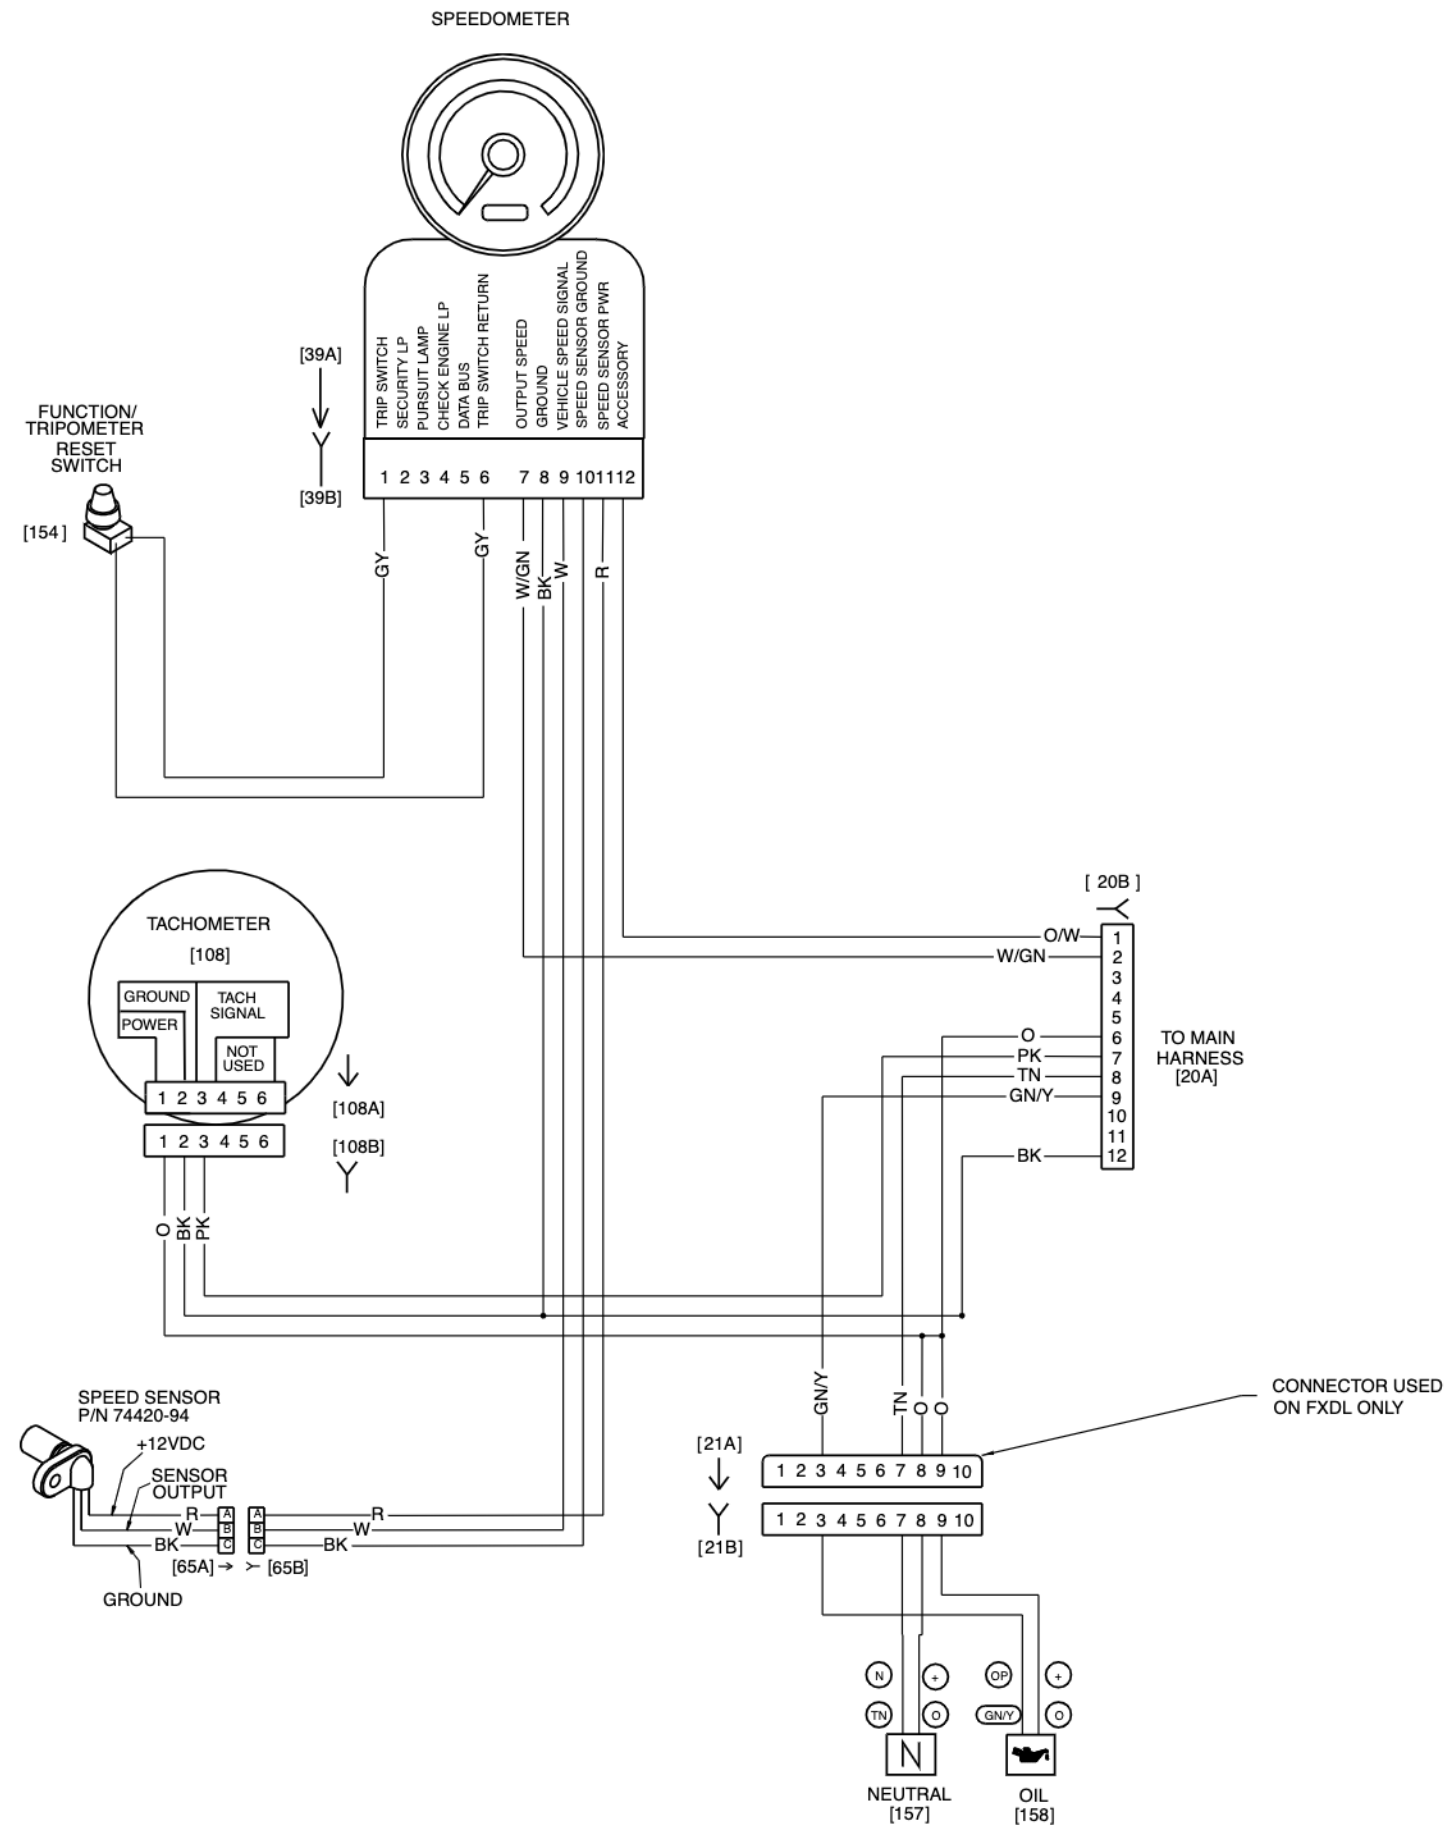 SPEEDOMETER
TRIP SWITCH
SECURITY LP
PURSUIT LAMP
CHECK ENGINE LP
DATA BUS
TRIP SWITCH RETURN
OUTPUT SPEED
GROUND
VEHICLE SPEED SIGNAL
SPEED SENSOR GROUND
SPEED SENSOR PWR
ACCESSORY
[39A]
[39B]
1 2 3 4 5 6 7 8 9 10 11 12
FUNCTION/
TRIPOMETER
RESET
SWITCH
[154]
GY
GY
W/GN
BK
W
R
TACHOMETER
[108]
GROUND
POWER
TACH
SIGNAL
NOT
USED
1 2 3 4 5 6
[108A]
1 2 3 4 5 6
[108B]
O
BK
PK
[ 20B ]
O/W
W/GN
O
PK
TN
GN/Y
BK
1
2
3
4
5
6
7
8
9
10
11
12
TO MAIN
HARNESS
[20A]
GN/Y
TN
O
O
CONNECTOR USED
ON FXDL ONLY
[21A]
1 2 3 4 5 6 7 8 9 10
1 2 3 4 5 6 7 8 9 10
[21B]
SPEED SENSOR
P/N 74420-94
+12VDC
SENSOR
OUTPUT
R A A R
W B B W
BK C C BK
[65A] [65B]
GROUND
N + OP +
TN O GN/Y O
N
NEUTRAL
[157]
OIL
[158]